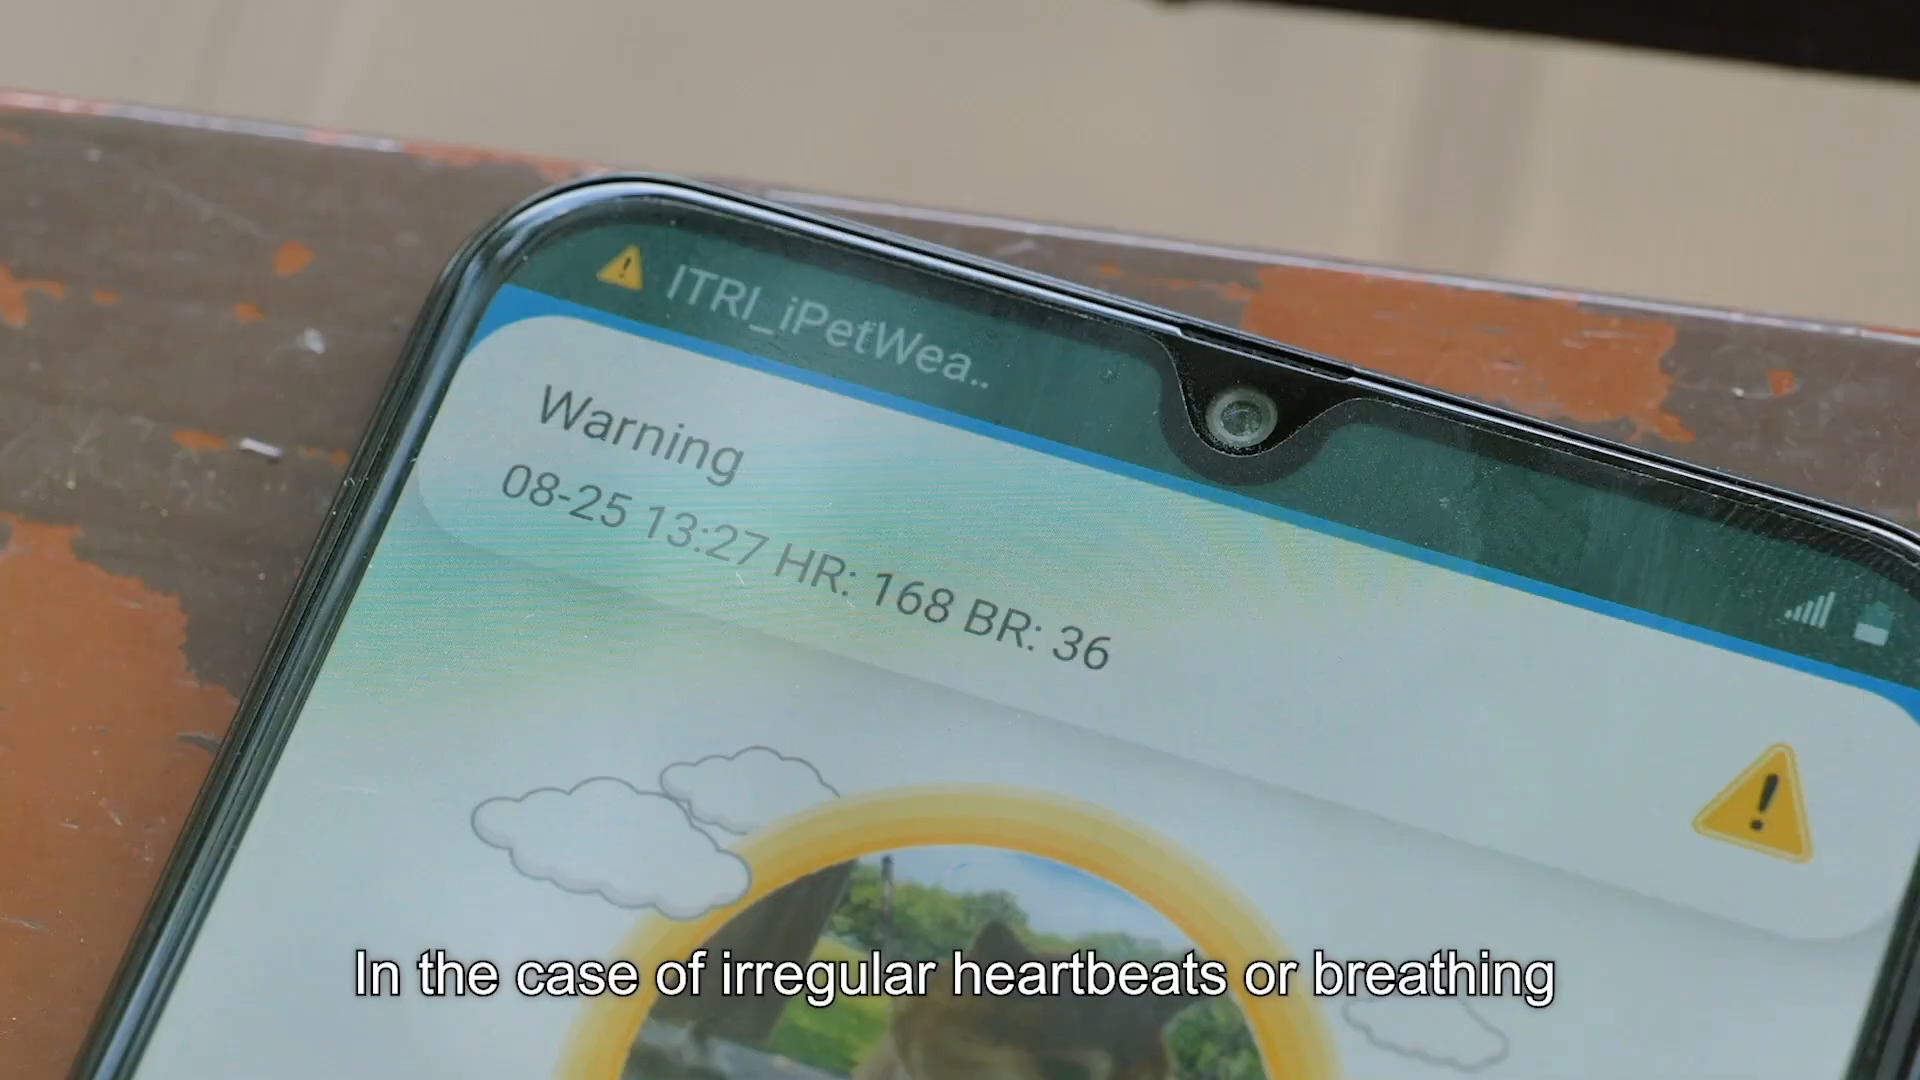 ITRI_iPetWea..
Warning
08-25 13:27 HR: 168 BR: 36
In the case of irregular heartbeats or breathing